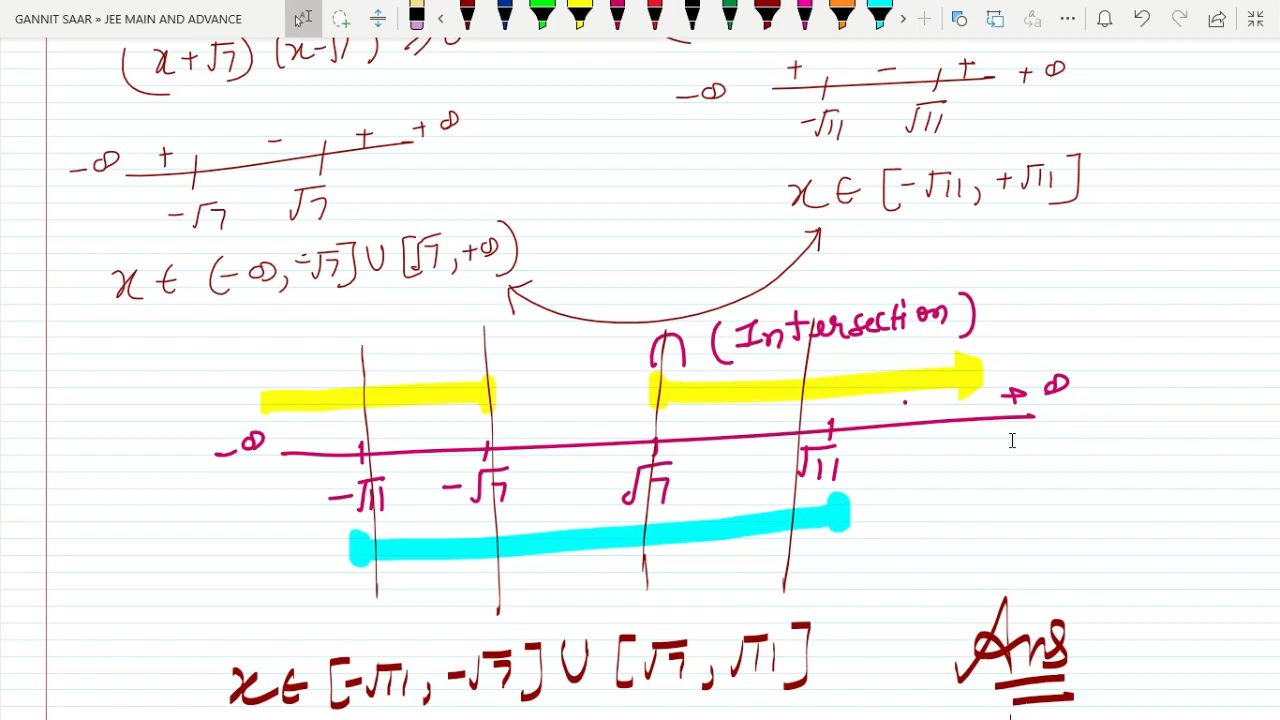 GANNIT SAAR » JEE MAIN AND ADVANCE
(x+√7) (x-√7) ≥ 0
-∞ + - + +∞
-√7 √7
x ∈ (-∞, -√7] ∪ [√7, +∞)
-∞ + - + +∞
-√11 √11
x ∈ [-√11, +√11]
∩ (Intersection)
-∞ +∞
-√11 -√7 √7 √11
x ∈ [-√11, -√7] ∪ [√7, √11]
Ans